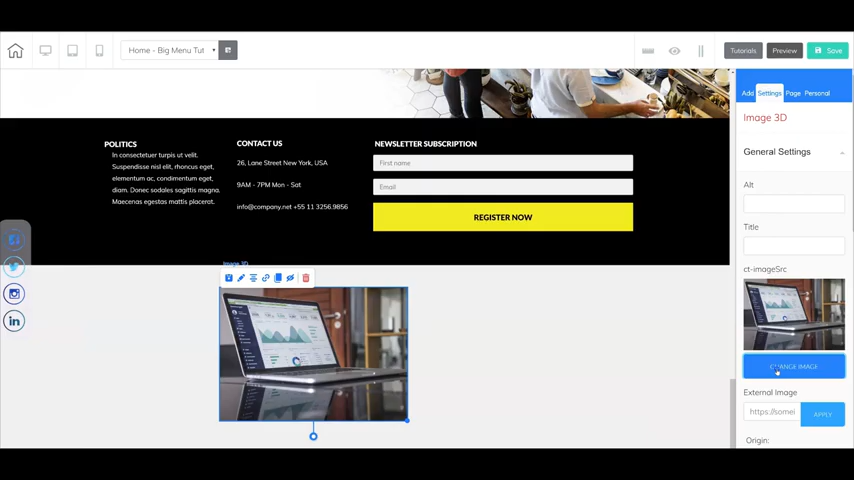 Home - Big Menu Tut
Tutorials
Preview
Save
Add
Settings
Page
Personal
Image 3D
General Settings
Alt
Title
ct-imageSrc
CHANGE IMAGE
External Image
https://somei
APPLY
Origin:
POLITICS
In consectetuer turpis ut velit.
Suspendisse nisl elit, rhoncus eget,
elementum ac, condimentum eget,
diam. Donec sodales sagittis magna.
Maecenas egestas mattis placerat.
CONTACT US
26, Lane Street New York, USA
9AM - 7PM Mon - Sat
info@company.net +55 11 3256.9856
NEWSLETTER SUBSCRIPTION
First name
Email
REGISTER NOW
Image 3D
in